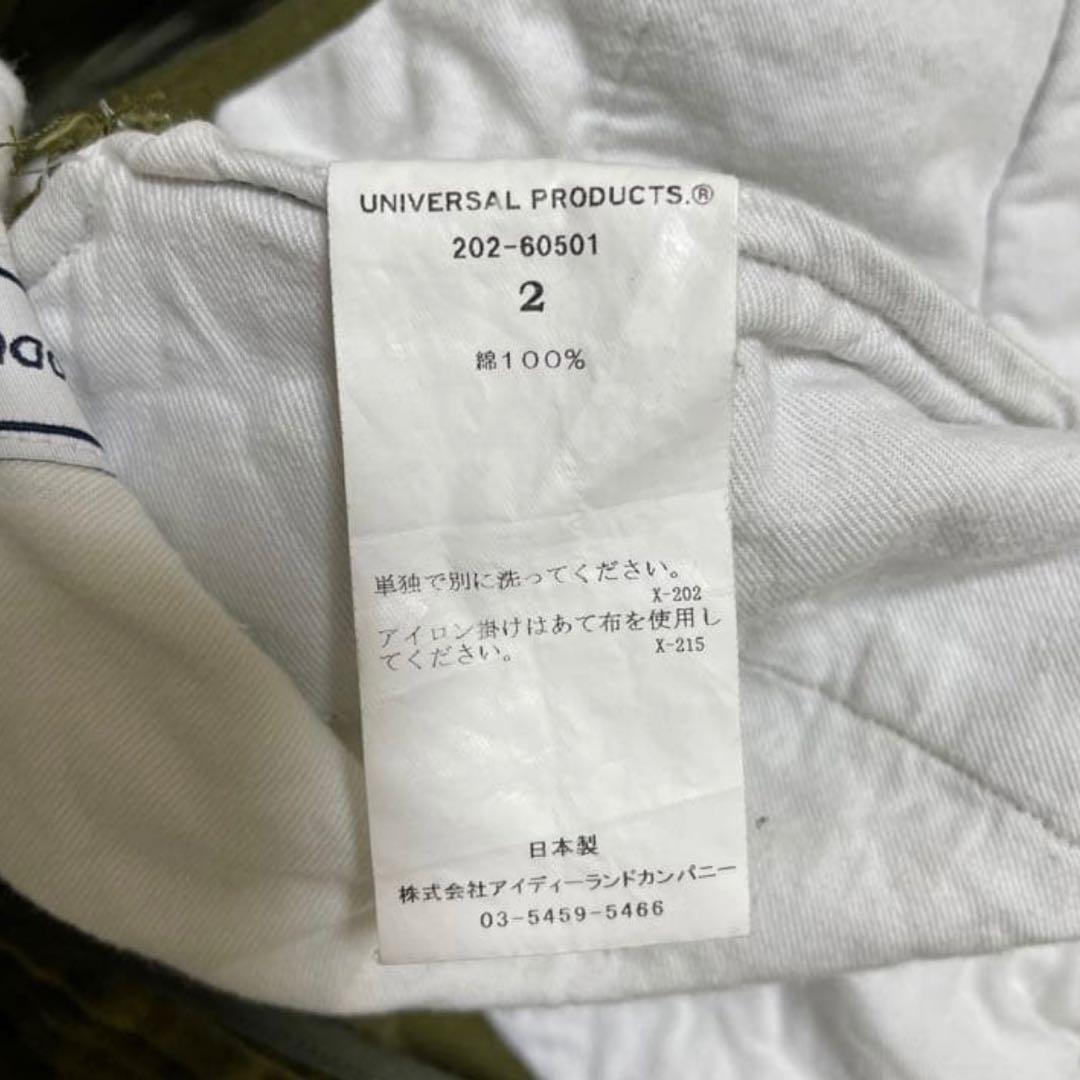 UNIVERSAL PRODUCTS.®
202-60501
2
綿100%
単独で別に洗ってください。
X-202
アイロン掛けはあて布を使用し
てください。
X-215
日本製
株式会社アイディーランドカンパニー
03-5459-5466